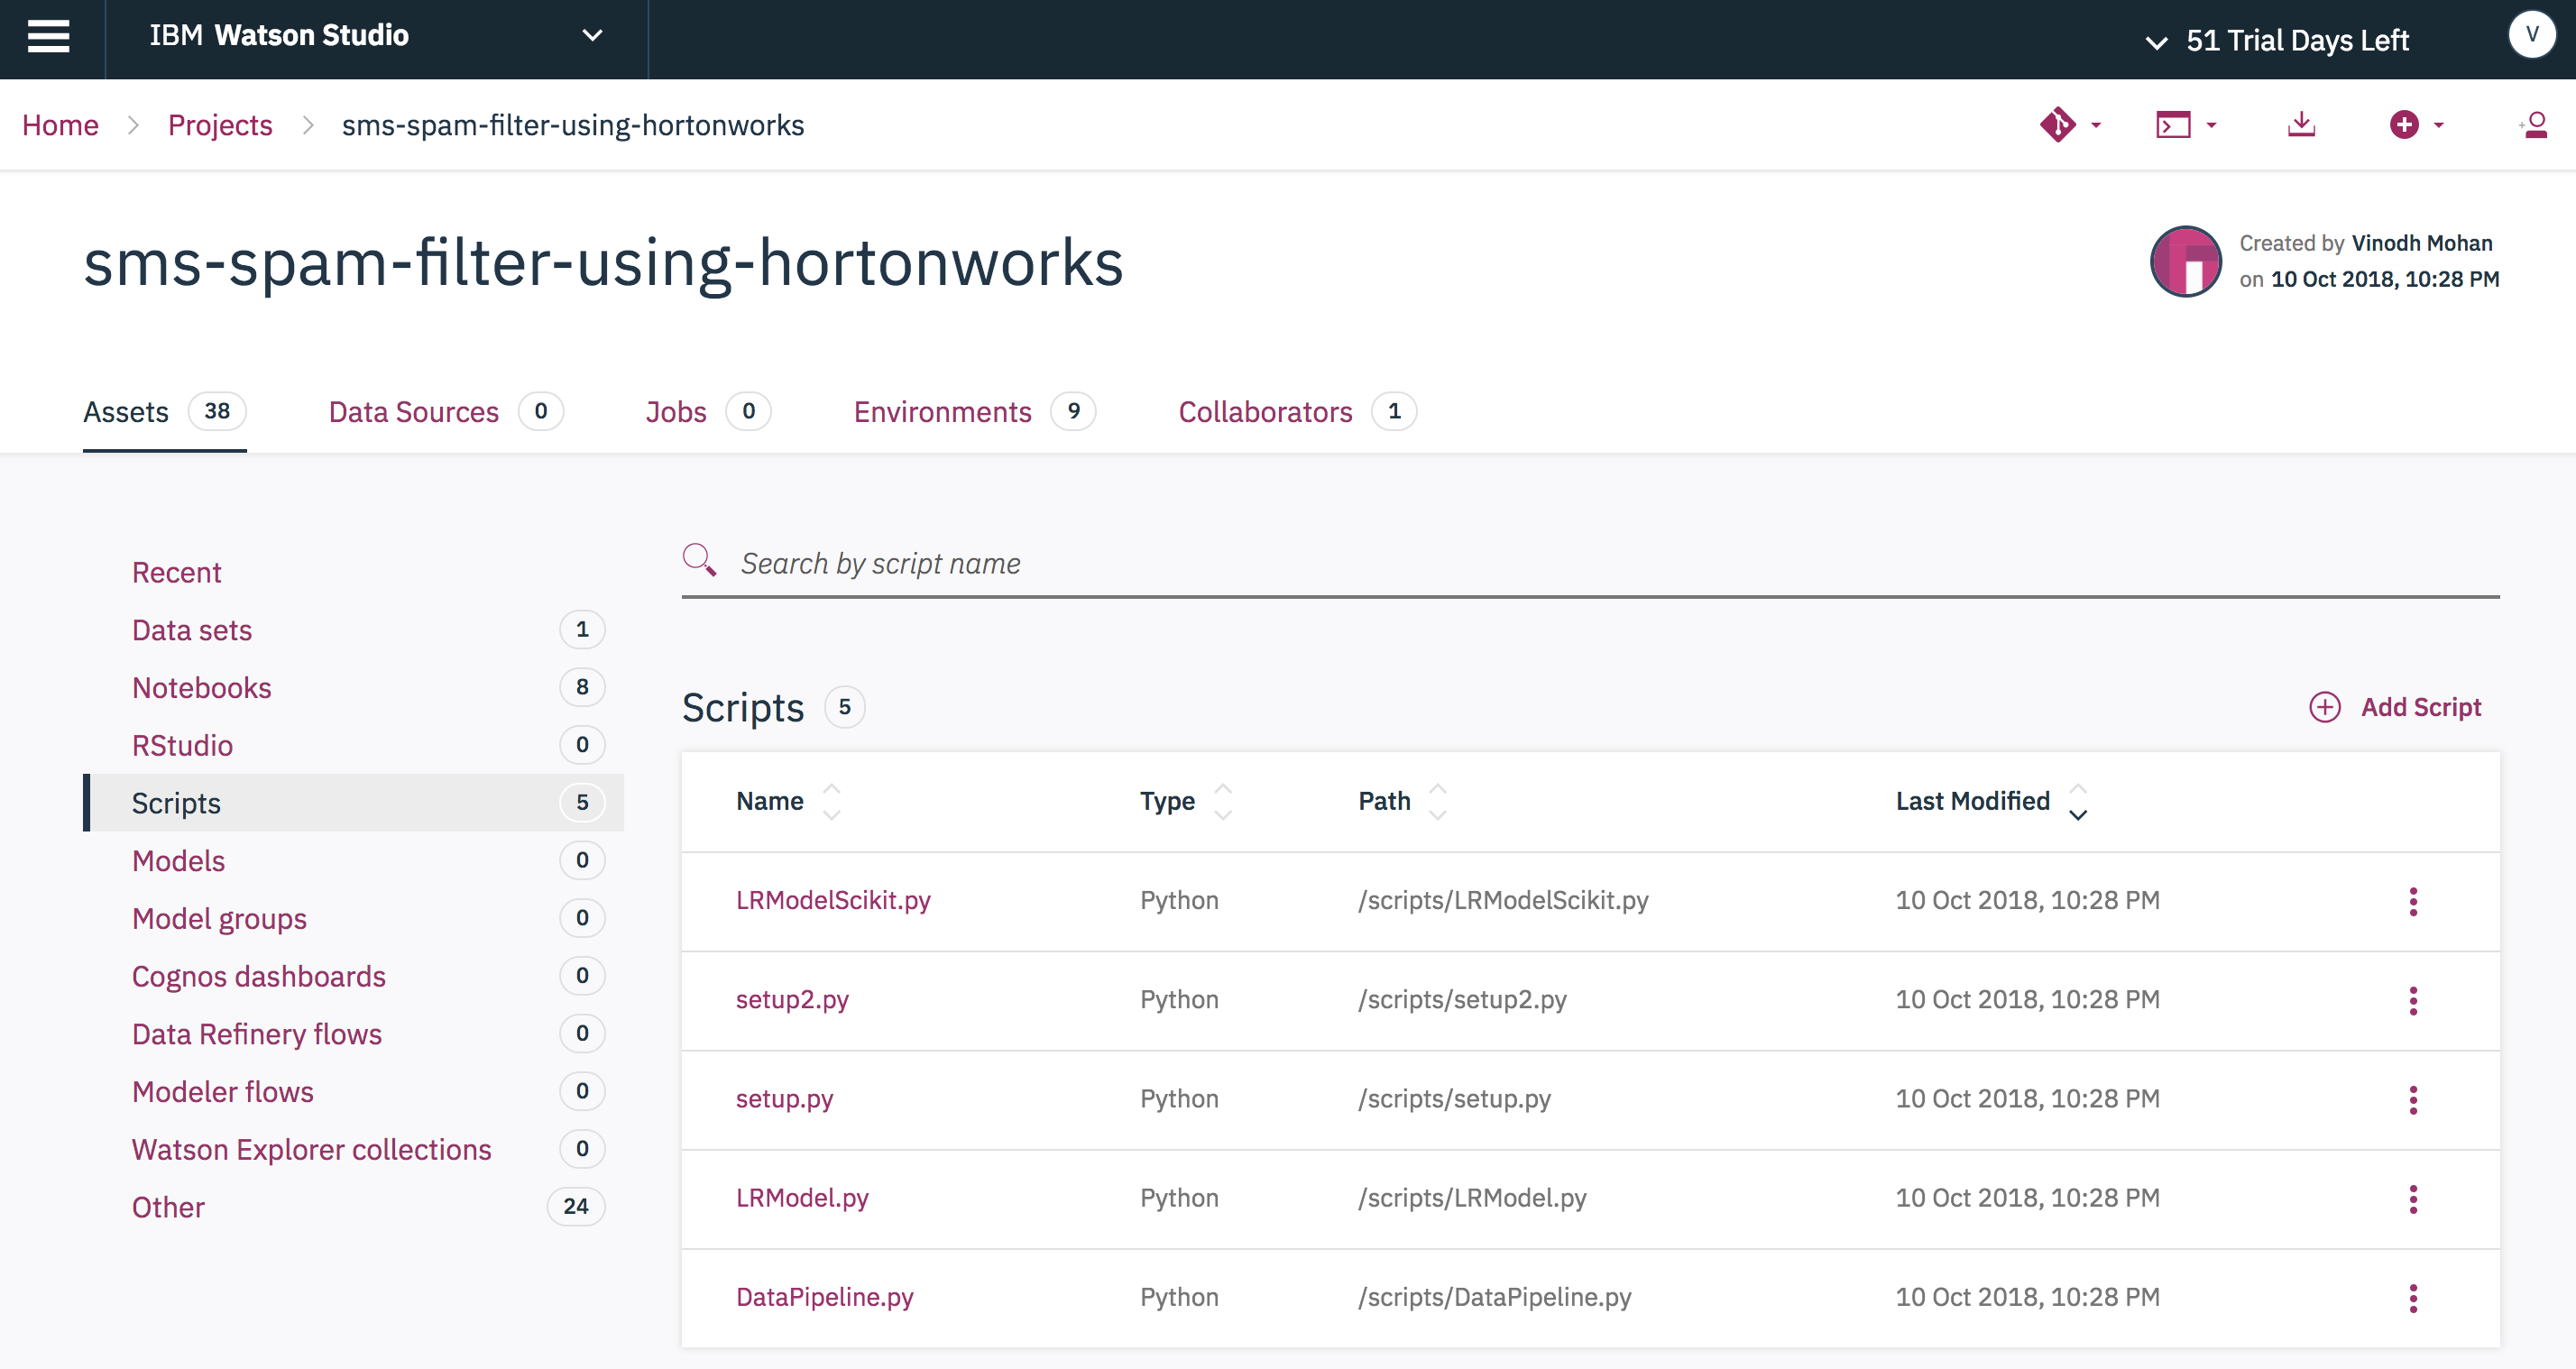 IBM Watson Studio
51 Trial Days Left
V
Home
Projects
sms-spam-filter-using-hortonworks
sms-spam-filter-using-hortonworks
Created by Vinodh Mohan
on 10 Oct 2018, 10:28 PM
Assets 38
Data Sources 0
Jobs 0
Environments 9
Collaborators 1
Recent
Data sets 1
Notebooks 8
RStudio 0
Scripts 5
Models 0
Model groups 0
Cognos dashboards 0
Data Refinery flows 0
Modeler flows 0
Watson Explorer collections 0
Other 24
Search by script name
Scripts 5
Add Script
Name Type Path Last Modified
LRModelScikit.py Python /scripts/LRModelScikit.py 10 Oct 2018, 10:28 PM
setup2.py Python /scripts/setup2.py 10 Oct 2018, 10:28 PM
setup.py Python /scripts/setup.py 10 Oct 2018, 10:28 PM
LRModel.py Python /scripts/LRModel.py 10 Oct 2018, 10:28 PM
DataPipeline.py Python /scripts/DataPipeline.py 10 Oct 2018, 10:28 PM